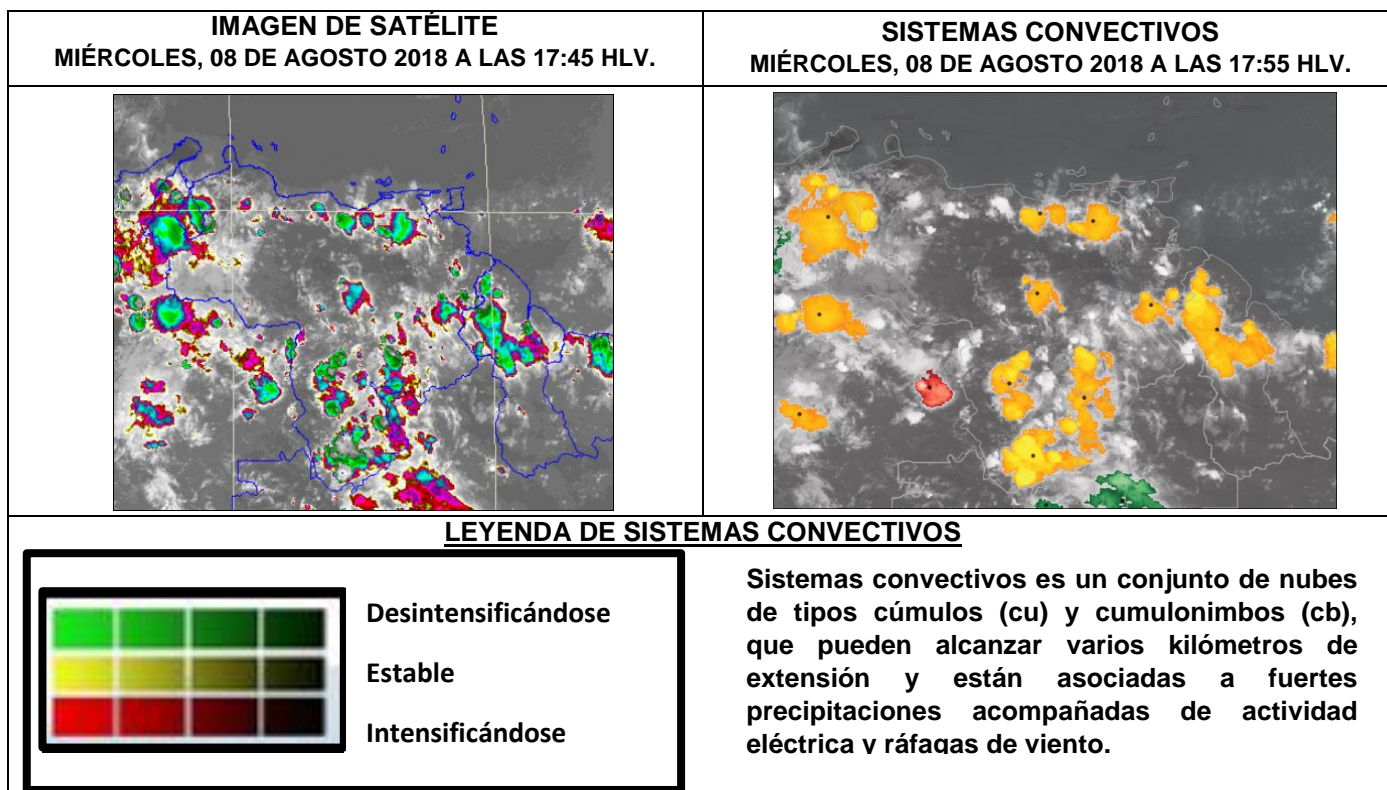 IMAGEN DE SATÉLITE
MIÉRCOLES, 08 DE AGOSTO 2018 A LAS 17:45 HLV.
SISTEMAS CONVECTIVOS
MIÉRCOLES, 08 DE AGOSTO 2018 A LAS 17:55 HLV.
LEYENDA DE SISTEMAS CONVECTIVOS
Desintensificándose
Estable
Intensificándose
Sistemas convectivos es un conjunto de nubes
de tipos cúmulos (cu) y cumulonimbos (cb),
que pueden alcanzar varios kilómetros de
extensión y están asociadas a fuertes
precipitaciones acompañadas de actividad
eléctrica y ráfagas de viento.